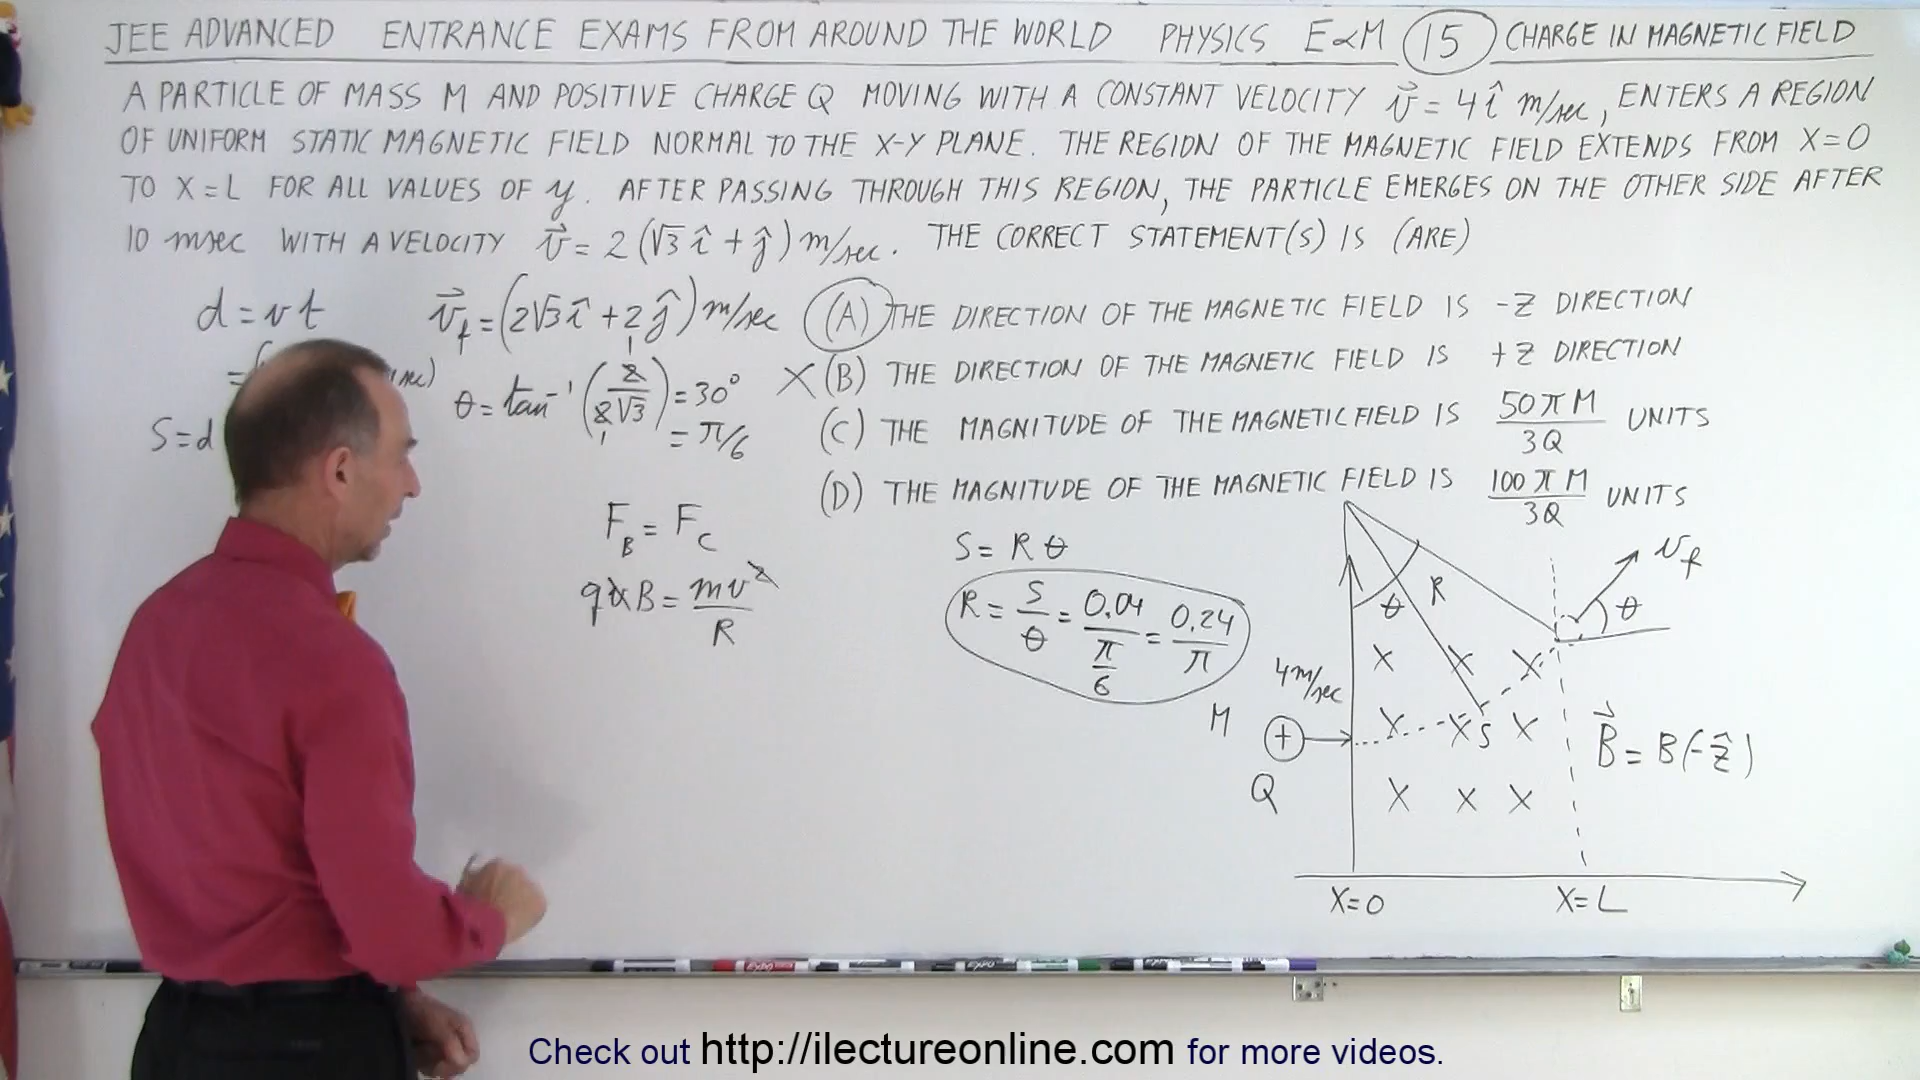 JEE ADVANCED ENTRANCE EXAMS FROM AROUND THE WORLD PHYSICS E∝M 15 CHARGE IN MAGNETIC FIELD
A PARTICLE OF MASS M AND POSITIVE CHARGE Q MOVING WITH A CONSTANT VELOCITY v⃗ = 4î m/sec, ENTERS A REGION
OF UNIFORM STATIC MAGNETIC FIELD NORMAL TO THE X-Y PLANE. THE REGION OF THE MAGNETIC FIELD EXTENDS FROM X=0
TO X=L FOR ALL VALUES OF y. AFTER PASSING THROUGH THIS REGION, THE PARTICLE EMERGES ON THE OTHER SIDE AFTER
10 msec WITH A VELOCITY v⃗ = 2(√3 î + ĵ) m/sec. THE CORRECT STATEMENT(S) IS (ARE)
(A) THE DIRECTION OF THE MAGNETIC FIELD IS -Z DIRECTION
X (B) THE DIRECTION OF THE MAGNETIC FIELD IS +Z DIRECTION
(C) THE MAGNITUDE OF THE MAGNETIC FIELD IS 50πM/3Q UNITS
(D) THE MAGNITUDE OF THE MAGNETIC FIELD IS 100πM/3Q UNITS
d = vt
= (
sec)
S = d
v⃗f = (2√3 î + 2ĵ) m/sec
θ = tan⁻¹ (2/2√3) = 30°
1
1
= π/6
F_B = F_C
qvB = mv²/R
S = Rθ
R = S/θ = 0.04/(π/6) = 0.24/π
θ
R
vf
θ
4m/sec
M
+
Q
X X X
X X S X
X X X
B⃗ = B(-ẑ)
X=0
X=L
EXPO
EXPO
Check out http://ilectureonline.com for more videos.